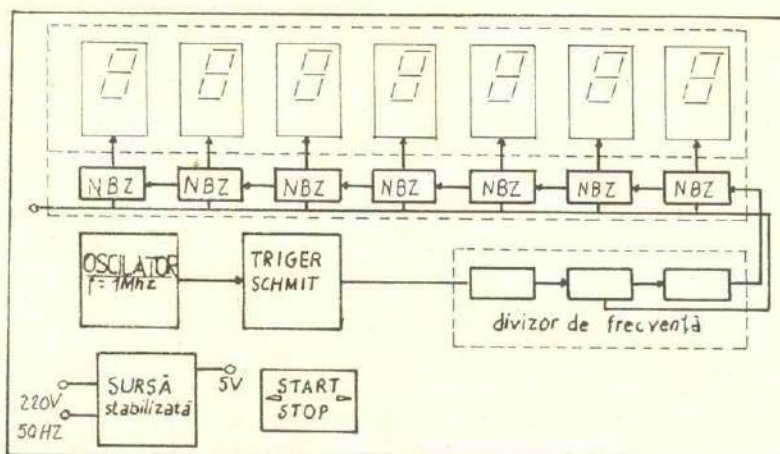 NBZ NBZ NBZ NBZ NBZ NBZ NBZ
OSCILATOR
f = 1Mhz
TRIGER
SCHMIT
divizor de frecvență
SURSĂ
stabilizată
220V
50HZ
5V
START
STOP